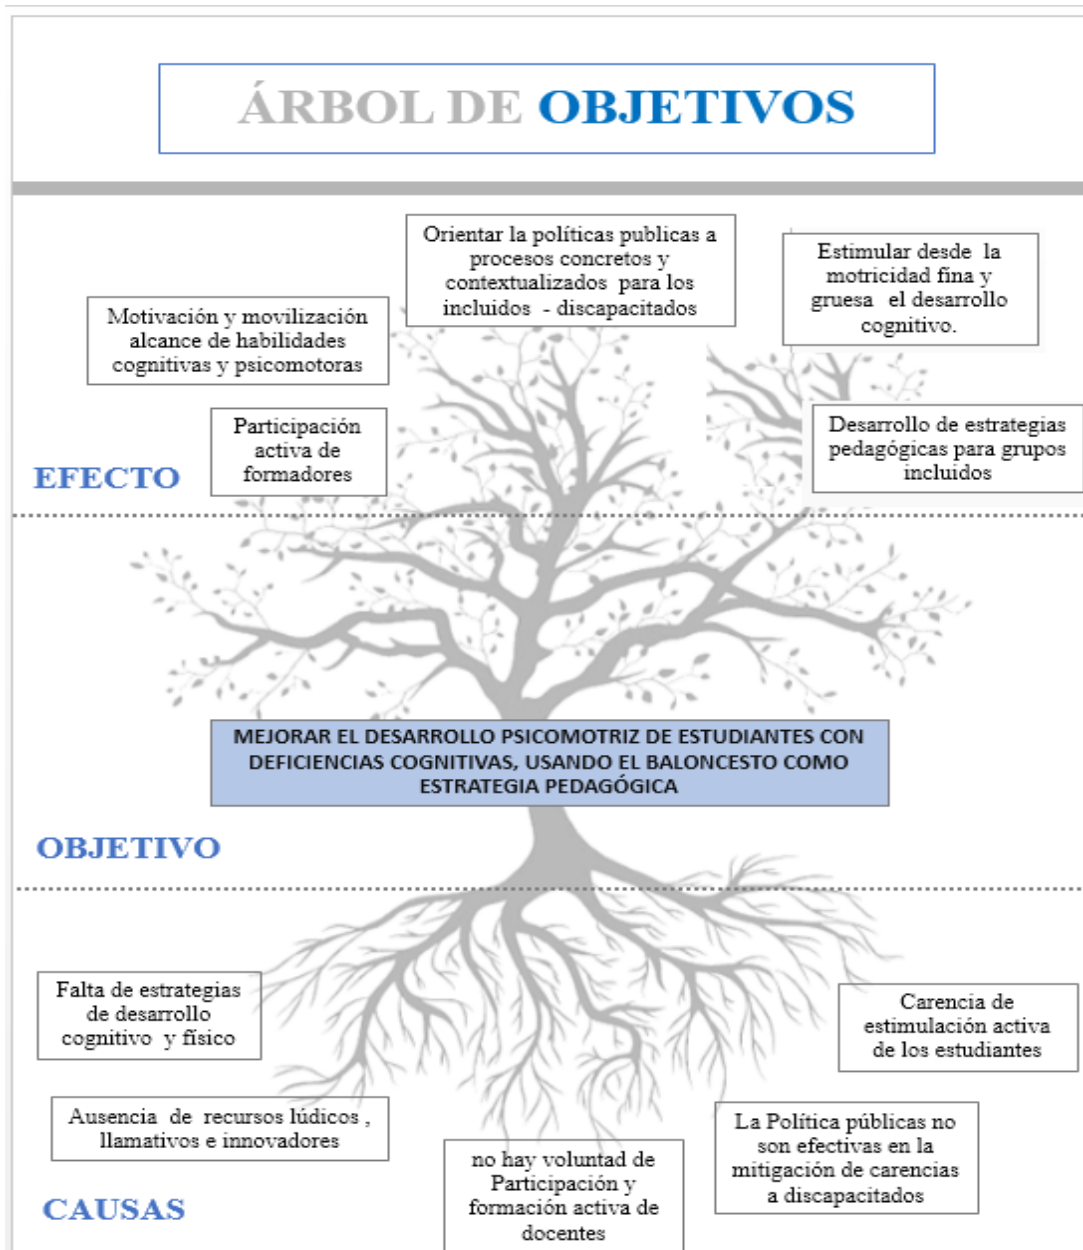 ÁRBOL DE OBJETIVOS
Orientar la políticas publicas a
procesos concretos y
contextualizados para los
incluidos - discapacitados
Estimular desde la
motricidad fina y
gruesa el desarrollo
cognitivo.
Motivación y movilización
alcance de habilidades
cognitivas y psicomotoras
Participación
activa de
formadores
Desarrollo de estrategias
pedagógicas para grupos
incluidos
EFECTO
MEJORAR EL DESARROLLO PSICOMOTRIZ DE ESTUDIANTES CON
DEFICIENCIAS COGNITIVAS, USANDO EL BALONCESTO COMO
ESTRATEGIA PEDAGÓGICA
OBJETIVO
Falta de estrategias
de desarrollo
cognitivo y físico
Carencia de
estimulación activa
de los estudiantes
Ausencia de recursos lúdicos ,
llamativos e innovadores
no hay voluntad de
Participación y
formación activa de
docentes
La Política públicas no
son efectivas en la
mitigación de carencias
a discapacitados
CAUSAS